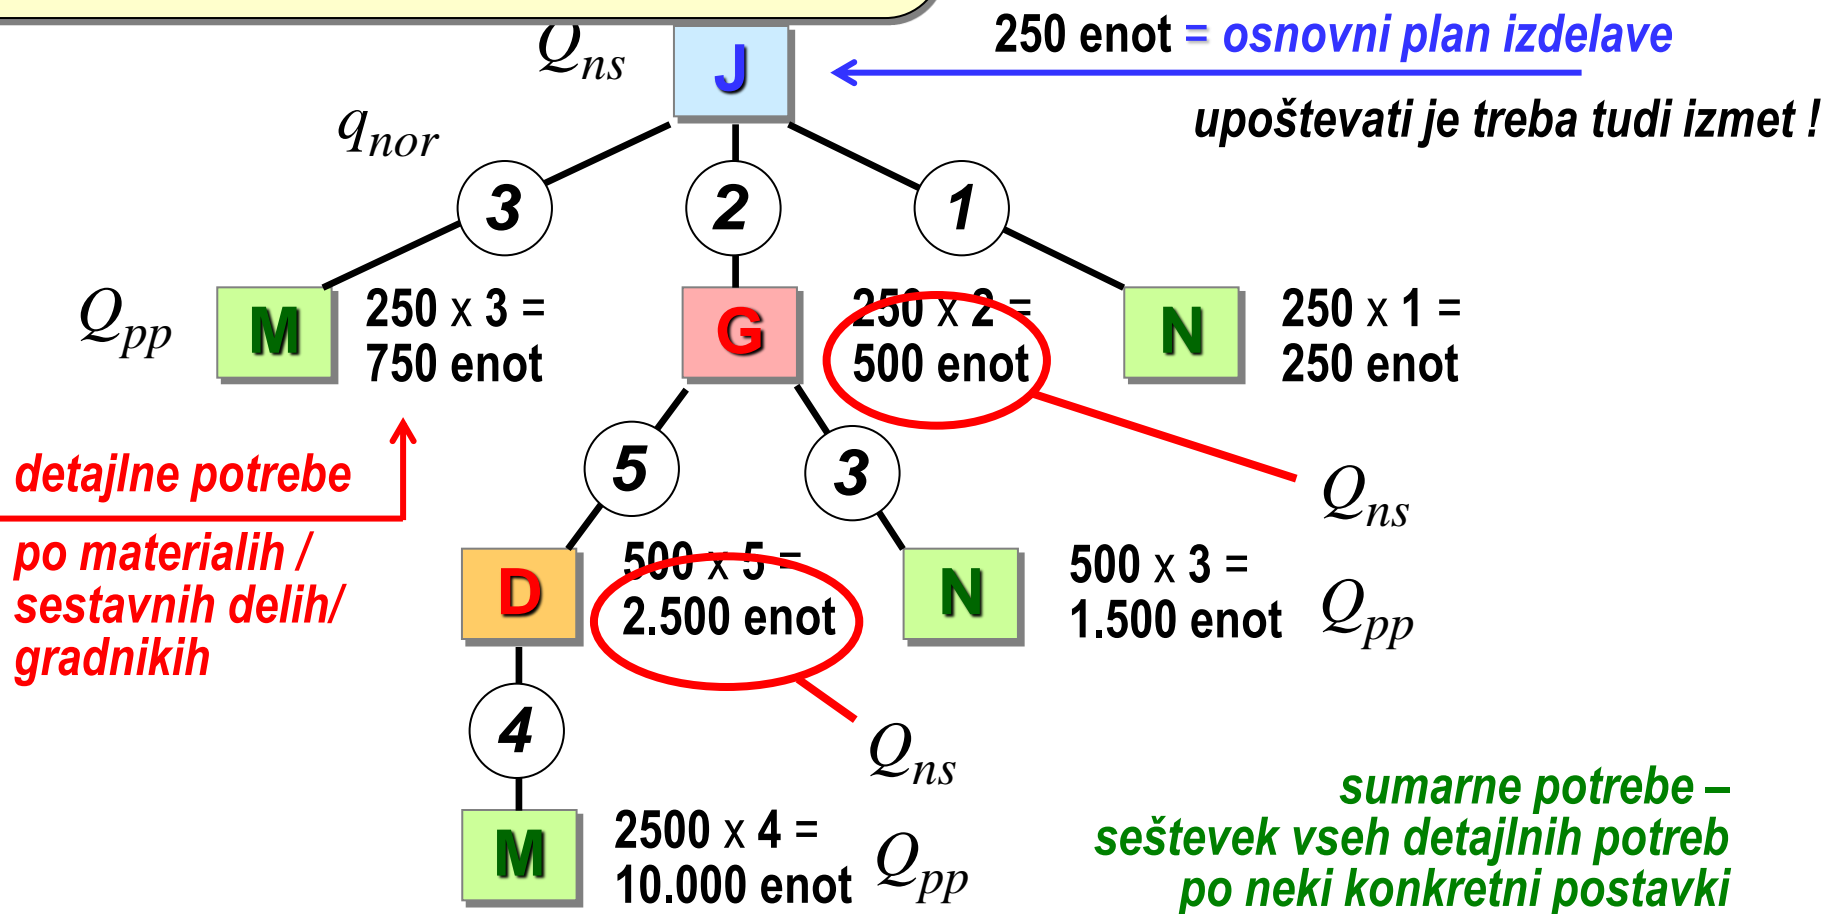 Q_ns
J
250 enot = osnovni plan izdelave
upoštevati je treba tudi izmet !
q_nor
3
2
1
Q_pp
M
250 x 3 =
750 enot
G
250 x 2 =
500 enot
N
250 x 1 =
250 enot
detajlne potrebe
po materialih /
sestavnih delih/
gradnikih
5
3
Q_ns
D
500 x 5 =
2.500 enot
N
500 x 3 =
1.500 enot
Q_pp
4
Q_ns
M
2500 x 4 =
10.000 enot
Q_pp
sumarne potrebe –
seštevek vseh detajlnih potreb
po neki konkretni postavki